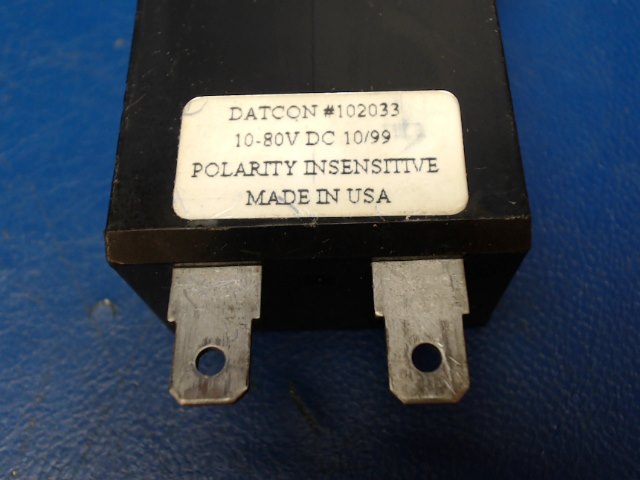 DATCON #102033
10-80V DC 10/99
POLARITY INSENSITIVE
MADE IN USA